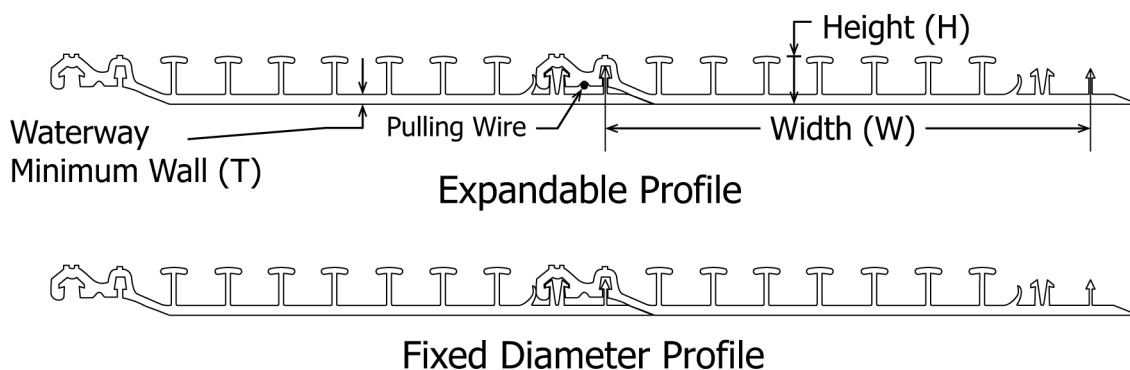 Height (H)
Waterway
Minimum Wall (T)
Pulling Wire
Width (W)
Expandable Profile
Fixed Diameter Profile